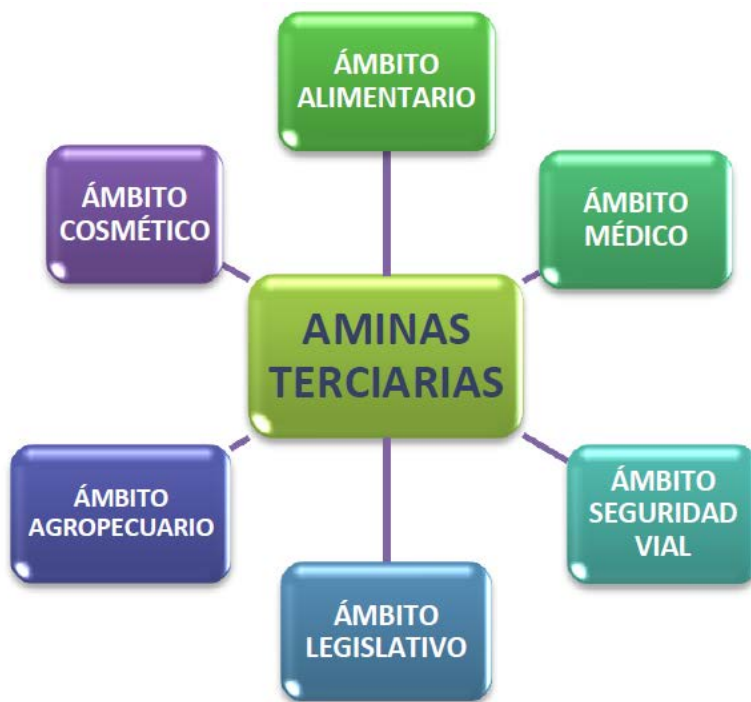 ÁMBITO
ALIMENTARIO
ÁMBITO
COSMÉTICO
ÁMBITO
MÉDICO
AMINAS
TERCIARIAS
ÁMBITO
AGROPECUARIO
ÁMBITO
SEGURIDAD
VIAL
ÁMBITO
LEGISLATIVO